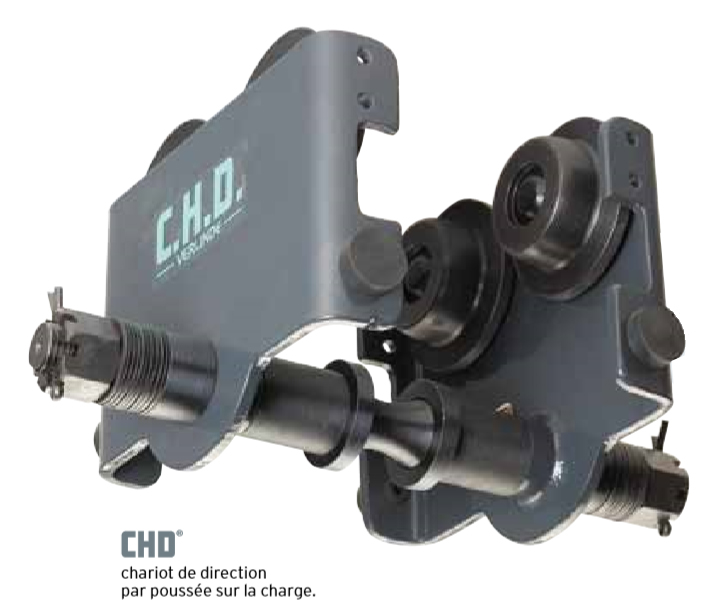 C.H.D.
VERLINDE
CHD®
chariot de direction
par poussée sur la charge.